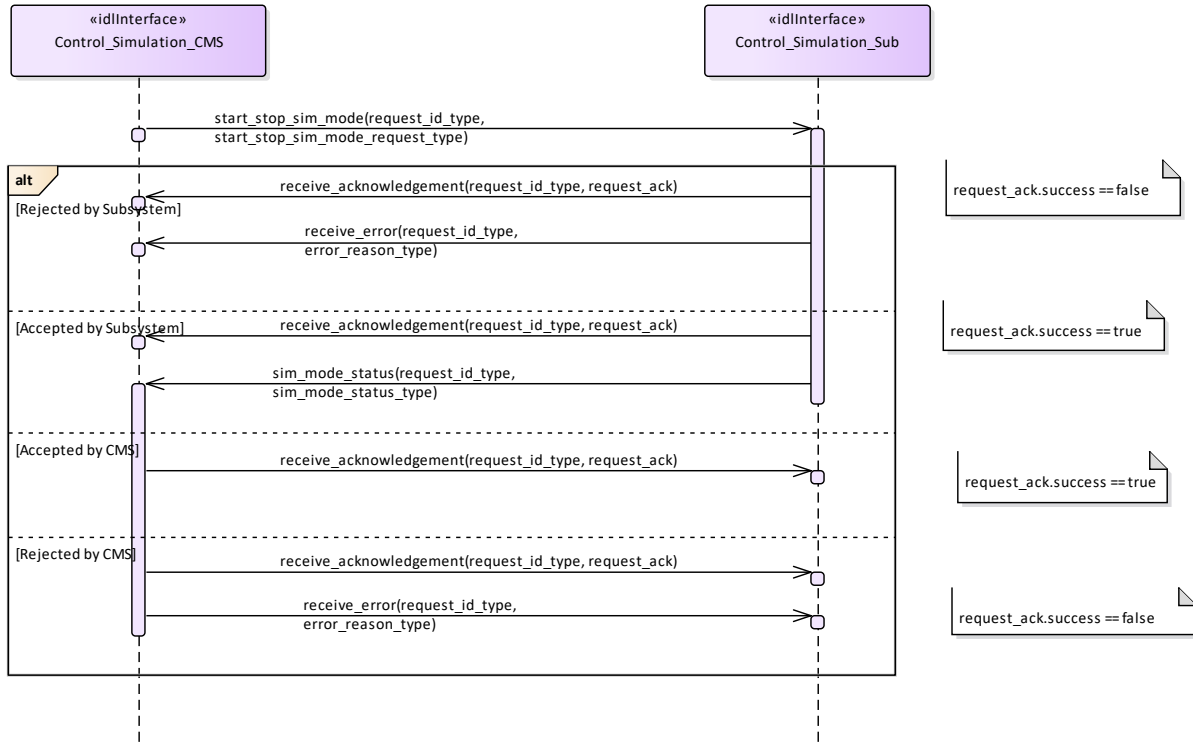 «idlInterface»
Control_Simulation_CMS
«idlInterface»
Control_Simulation_Sub
start_stop_sim_mode(request_id_type,
start_stop_sim_mode_request_type)
alt
[Rejected by Subsystem]
receive_acknowledgement(request_id_type, request_ack)
request_ack.success == false
receive_error(request_id_type,
error_reason_type)
[Accepted by Subsystem]
receive_acknowledgement(request_id_type, request_ack)
request_ack.success == true
sim_mode_status(request_id_type,
sim_mode_status_type)
[Accepted by CMS]
receive_acknowledgement(request_id_type, request_ack)
request_ack.success == true
[Rejected by CMS]
receive_acknowledgement(request_id_type, request_ack)
receive_error(request_id_type,
error_reason_type)
request_ack.success == false